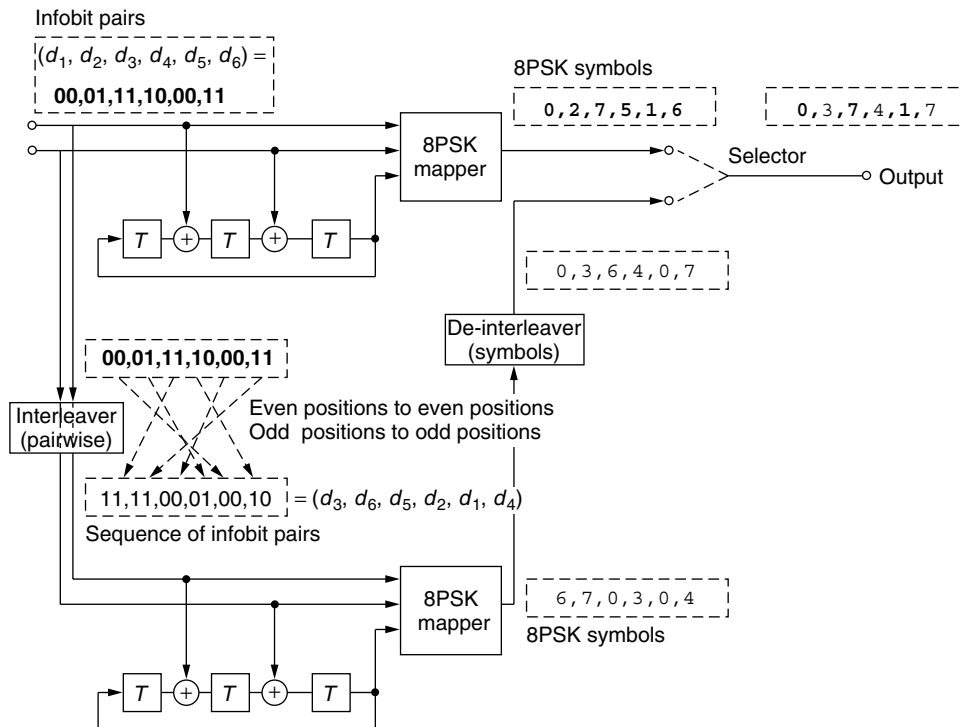 Infobit pairs
(d1, d2, d3, d4, d5, d6) =
00,01,11,10,00,11
8PSK symbols
0,2,7,5,1,6
0,3,7,4,1,7
8PSK
mapper
Selector
Output
T + T + T
0,3,6,4,0,7
De-interleaver
(symbols)
00,01,11,10,00,11
Even positions to even positions
Odd positions to odd positions
Interleaver
(pairwise)
11,11,00,01,00,10 = (d3, d6, d5, d2, d1, d4)
Sequence of infobit pairs
8PSK
mapper
6,7,0,3,0,4
8PSK symbols
T + T + T